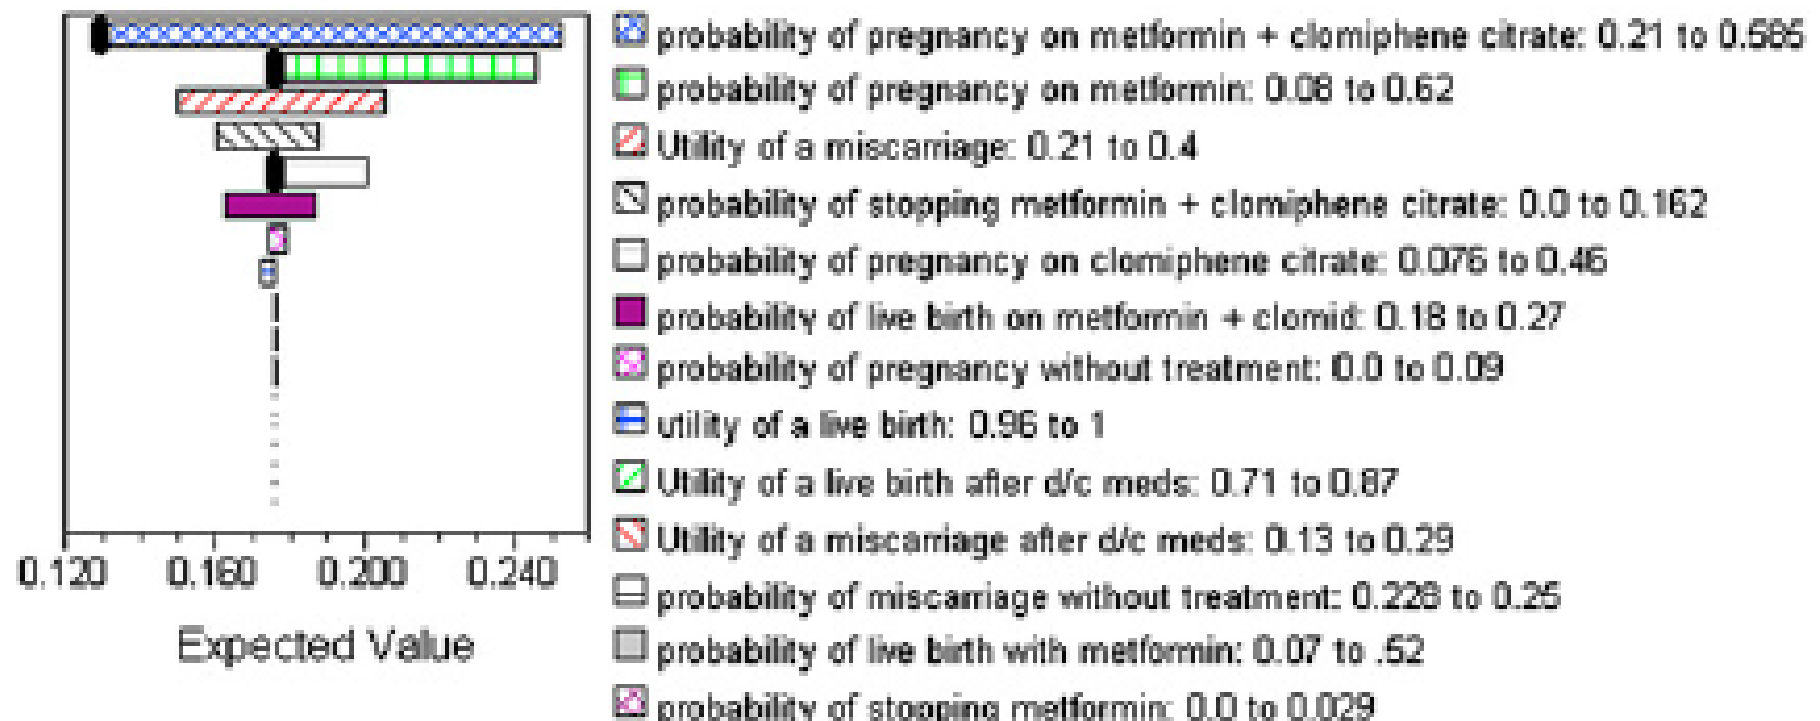 probability of pregnancy on metformin + clomiphene citrate: 0.21 to 0.585
probability of pregnancy on metformin: 0.08 to 0.62
Utility of a miscarriage: 0.21 to 0.4
probability of stopping metformin + clomiphene citrate: 0.0 to 0.162
probability of pregnancy on clomiphene citrate: 0.076 to 0.46
probability of live birth on metformin + clomid: 0.18 to 0.27
probability of pregnancy without treatment: 0.0 to 0.09
utility of a live birth: 0.96 to 1
Utility of a live birth after d/c meds: 0.71 to 0.87
Utility of a miscarriage after d/c meds: 0.13 to 0.29
probability of miscarriage without treatment: 0.228 to 0.25
probability of live birth with metformin: 0.07 to .52
probability of stopping metformin: 0.0 to 0.029
0.120 0.160 0.200 0.240
Expected Value